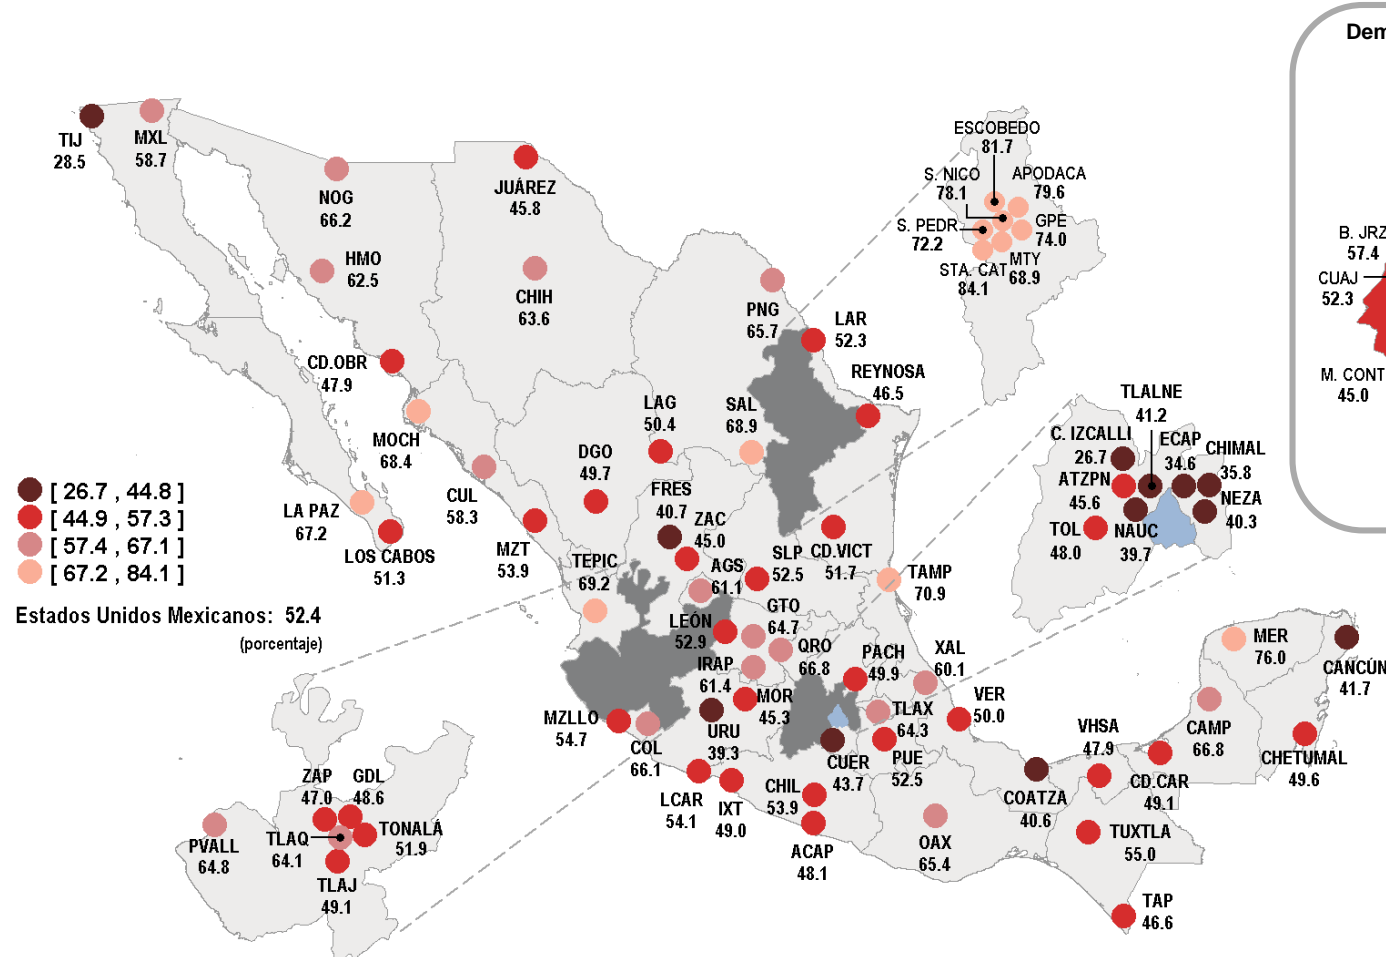 Dem
ESCOBEDO
81.7
S. NICO
78.1
APODACA
79.6
S. PEDR
72.2
GPE
74.0
MTY
68.9
STA. CAT
84.1
TIJ
28.5
MXL
58.7
NOG
66.2
JUÁREZ
45.8
HMO
62.5
CHIH
63.6
PNG
65.7
LAR
52.3
B. JRZ
57.4
CUAJ
52.3
M. CONT
45.0
CD.OBR
47.9
REYNOSA
46.5
MOCH
68.4
LAG
50.4
SAL
68.9
TLALNE
41.2
C. IZCALLI
26.7
ECAP
34.6
CHIMAL
35.8
ATZPN
45.6
NEZA
40.3
TOL
48.0
NAUC
39.7
DGO
49.7
CUL
58.3
FRES
40.7
ZAC
45.0
[ 26.7 , 44.8 ]
[ 44.9 , 57.3 ]
[ 57.4 , 67.1 ]
[ 67.2 , 84.1 ]
Estados Unidos Mexicanos: 52.4
(porcentaje)
LA PAZ
67.2
LOS CABOS
51.3
MZT
53.9
TEPIC
69.2
AGS
61.1
SLP
52.5
CD.VICT
51.7
TAMP
70.9
LEÓN
52.9
GTO
64.7
QRO
66.8
IRAP
61.4
PACH
49.9
XAL
60.1
MER
76.0
CANCÚN
41.7
MZLLO
54.7
COL
66.1
URU
39.3
MOR
45.3
TLAX
64.3
VER
50.0
CUER
43.7
PUE
52.5
VHSA
47.9
CAMP
66.8
CHETUMAL
49.6
CD.CAR
49.1
COATZA
40.6
LCAR
54.1
IXT
49.0
CHIL
53.9
ACAP
48.1
OAX
65.4
TUXTLA
55.0
TAP
46.6
ZAP
47.0
GDL
48.6
TONALÁ
51.9
TLAQ
64.1
PVALL
64.8
TLAJ
49.1